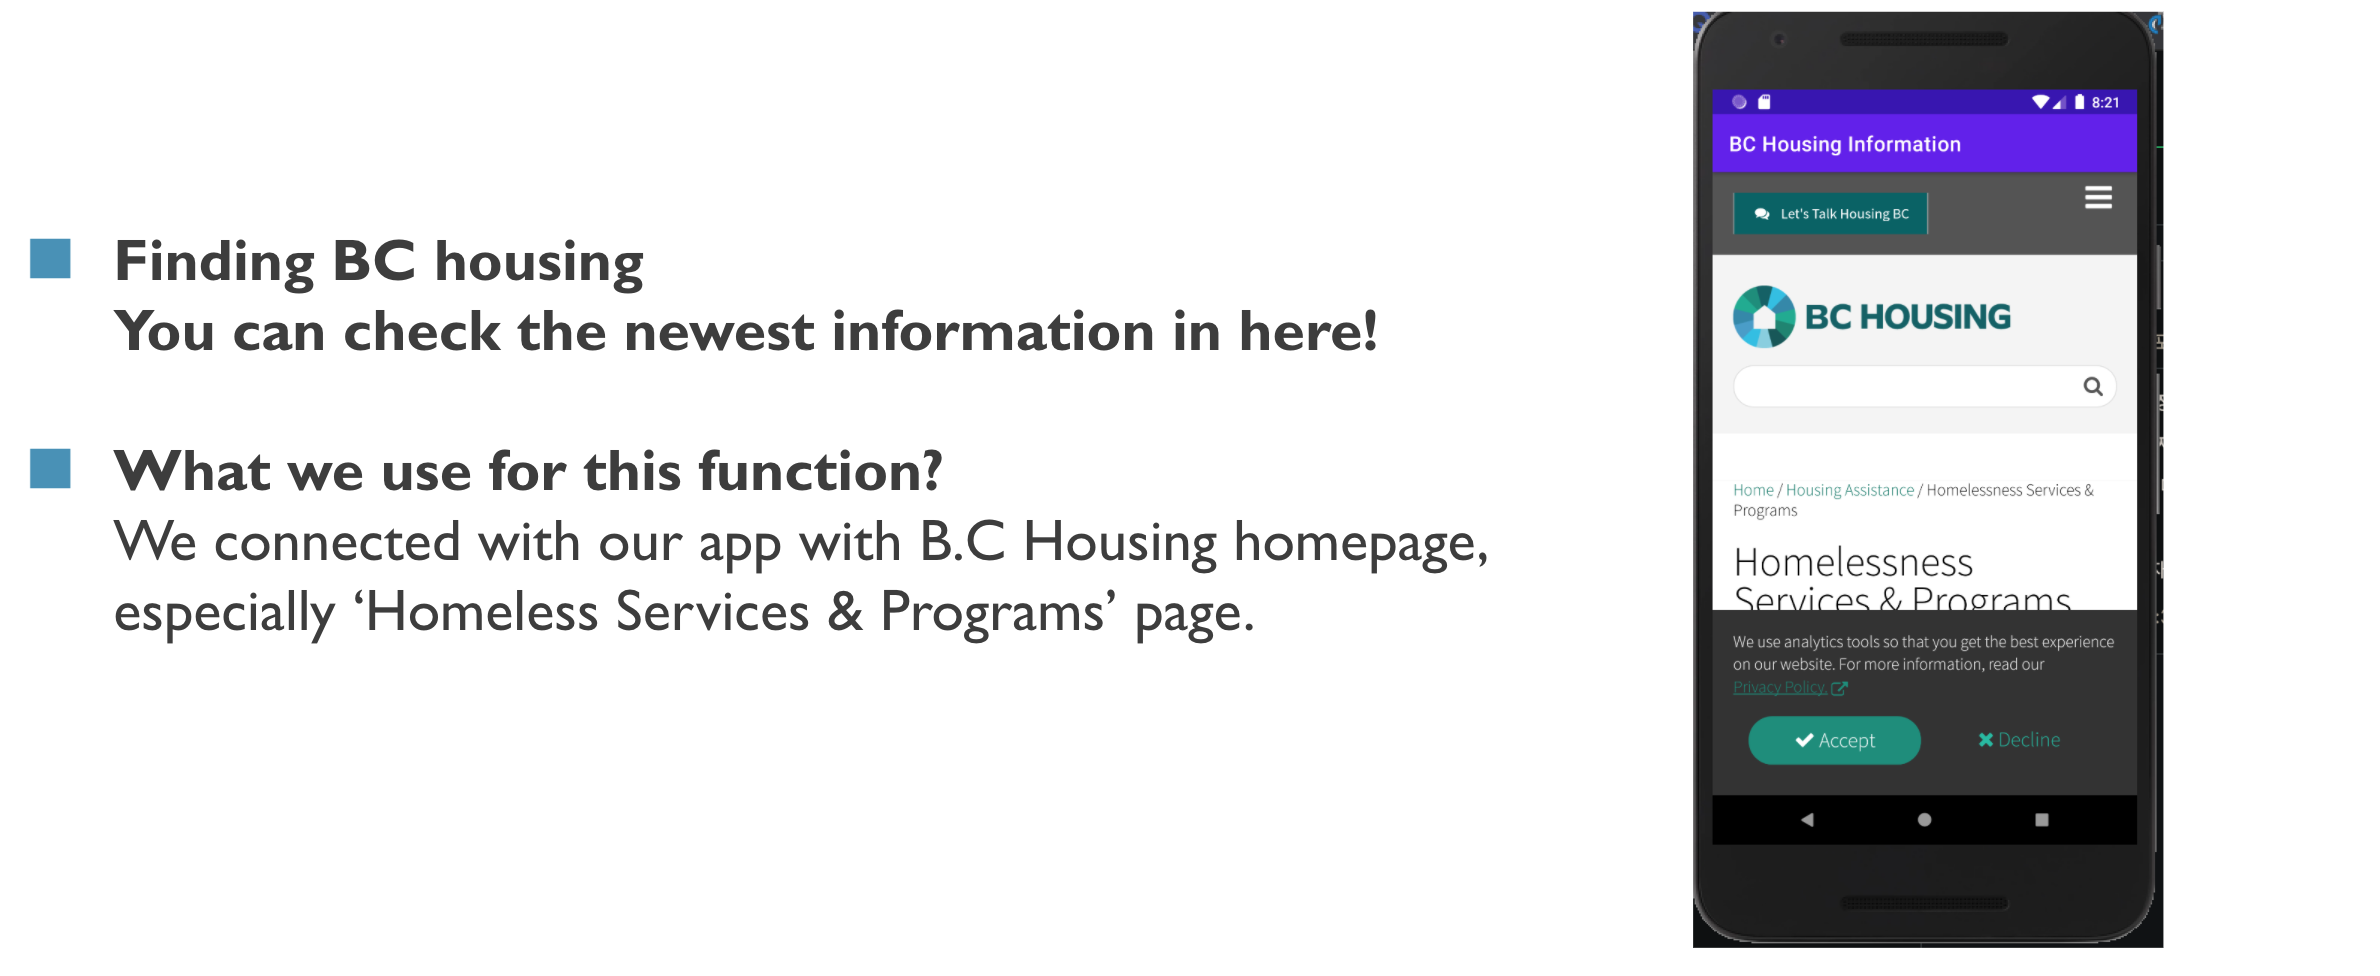 Finding BC housing
You can check the newest information in here!
What we use for this function?
We connected with our app with B.C Housing homepage,
especially ‘Homeless Services & Programs’ page.
8:21
BC Housing Information
Let's Talk Housing BC
BC HOUSING
Home / Housing Assistance / Homelessness Services &
Programs
Homelessness
Services & Programs
We use analytics tools so that you get the best experience
on our website. For more information, read our
Privacy Policy.
Accept
Decline